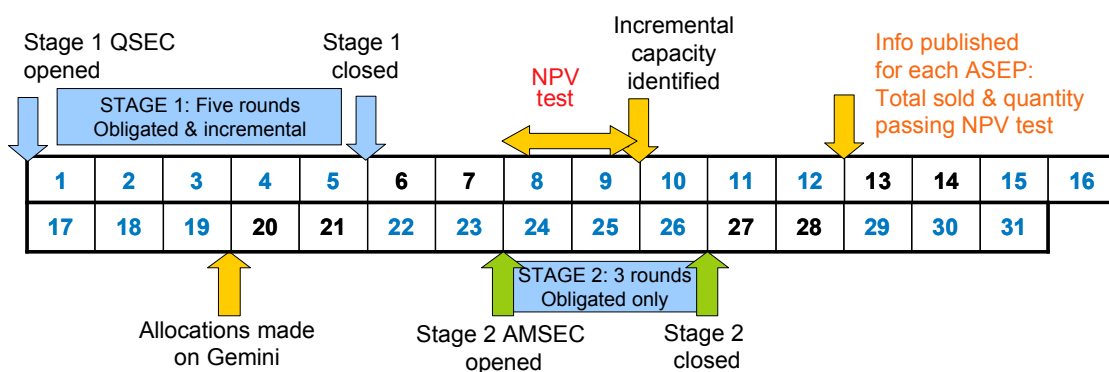 Stage 1 QSEC
opened
Stage 1
closed
NPV
test
Incremental
capacity
identified
Info published
for each ASEP:
Total sold & quantity
passing NPV test
STAGE 1: Five rounds
Obligated & incremental
1 2 3 4 5 6 7 8 9 10 11 12 13 14 15 16
17 18 19 20 21 22 23 24 25 26 27 28 29 30 31
STAGE 2: 3 rounds
Obligated only
Allocations made
on Gemini
Stage 2 AMSEC
opened
Stage 2
closed